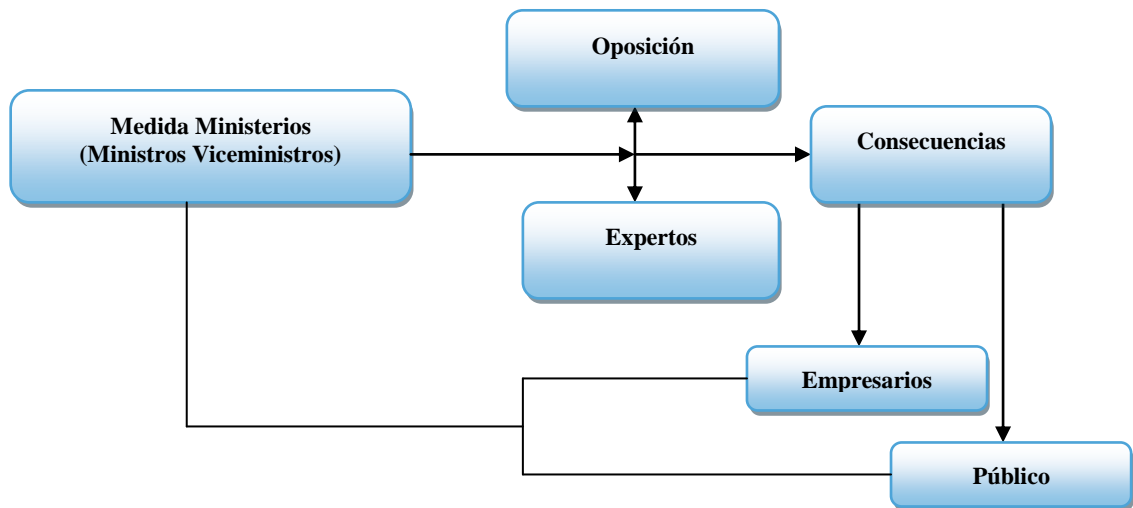 Oposición
Medida Ministerios
(Ministros Viceministros)
Consecuencias
Expertos
Empresarios
Público